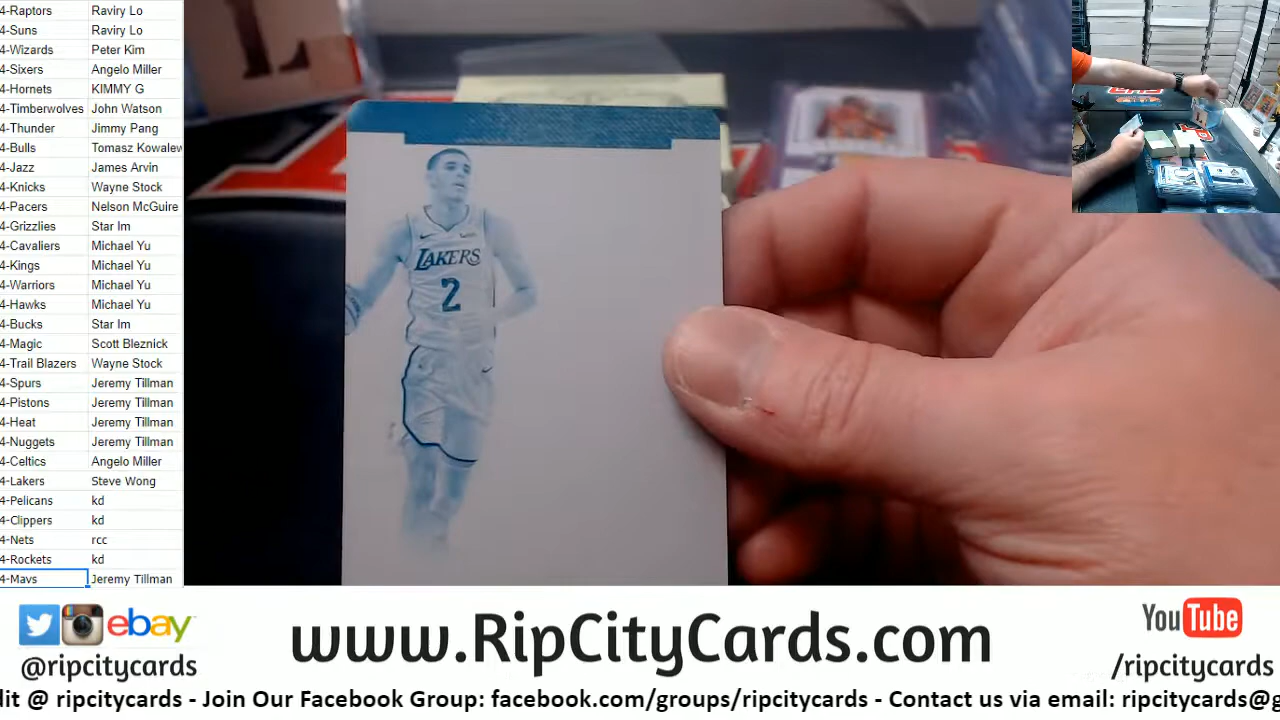 4-Raptors Raviry Lo
4-Suns Raviry Lo
4-Wizards Peter Kim
4-Sixers Angelo Miller
4-Hornets KIMMY G
4-Timberwolves John Watson
4-Thunder Jimmy Pang
4-Bulls Tomasz Kowalew
4-Jazz James Arvin
4-Knicks Wayne Stock
4-Pacers Nelson McGuire
4-Grizzlies Star Im
4-Cavaliers Michael Yu
4-Kings Michael Yu
4-Warriors Michael Yu
4-Hawks Michael Yu
4-Bucks Star Im
4-Magic Scott Bleznick
4-Trail Blazers Wayne Stock
4-Spurs Jeremy Tillman
4-Pistons Jeremy Tillman
4-Heat Jeremy Tillman
4-Nuggets Jeremy Tillman
4-Celtics Angelo Miller
4-Lakers Steve Wong
4-Pelicans kd
4-Clippers kd
4-Nets rcc
4-Rockets kd
4-Mavs Jeremy Tillman
LAKERS
2
ebay
@ripcitycards
www.RipCityCards.com
YouTube
/ripcitycards
dit @ ripcitycards - Join Our Facebook Group: facebook.com/groups/ripcitycards - Contact us via email: ripcitycards@g